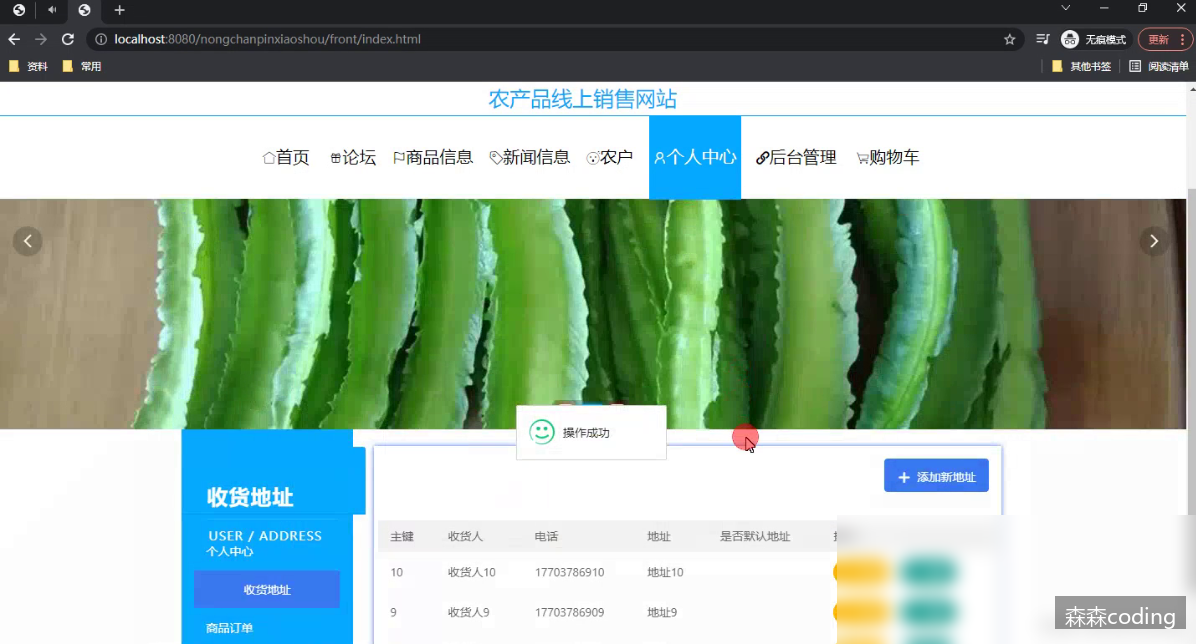 localhost:8080/nongchanpinxiaoshou/front/index.html
无痕模式
更新
资料
常用
其他书签
阅读清单
农产品线上销售网站
首页
论坛
商品信息
新闻信息
农户
个人中心
后台管理
购物车
操作成功
收货地址
USER / ADDRESS
个人中心
收货地址
商品订单
添加新地址
主键 收货人 电话 地址 是否默认地址
10 收货人10 17703786910 地址10
9 收货人9 17703786909 地址9
森森coding